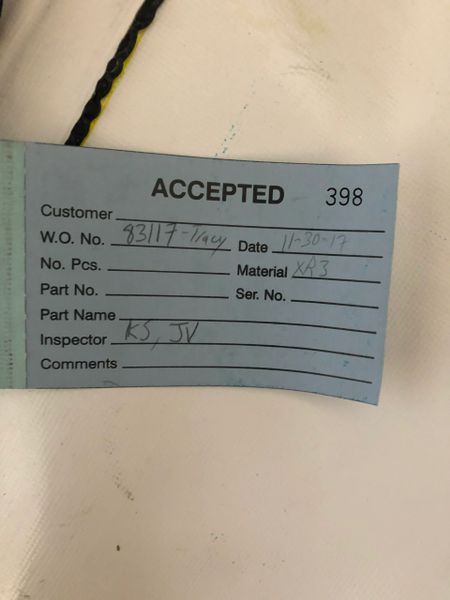 ACCEPTED 398
Customer
W.O. No. 83117-Tracy Date 11-30-17
No. Pcs. Material XR3
Part No. Ser. No.
Part Name
Inspector KS, JV
Comments